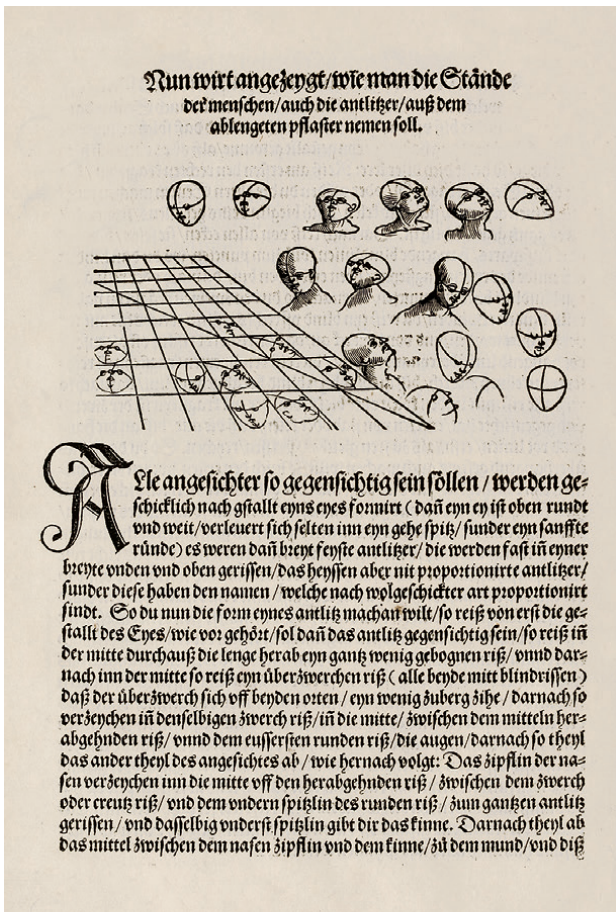 Nun wirt angezeygt/wie man die Stände
der menschen/auch die antlitzer/auß dem
ablengeten pflaster nemen soll.
Alle angesichter so gegensichtig sein söllen / werden ge⸗
schicklich nach gstallt eyns eyes formirt ( dañ eyn ey ist oben rundt
vnd weit/verleuert sich selten inn eyn gehe spitz/ sunder eyn sanffte
ründe) es weren dañ breyt feyste antlitzer/ die werden fast iñ eyner
breyte vnden vnd oben gerissen/das heyssen aber nit proportionirte antlitzer/
sunder diese haben den namen / welche nach wolgeschickter art proportionirt
sindt. So du nun die form eynes antlitz machan wilt/so reiß von erst die ge⸗
stallt des Eyes/wie vor gehört/sol dañ das antlitz gegensichtig sein/so reiß iñ
der mitte durchauß die lenge herab eyn gantz wenig gebognen riß/ vnnd dar⸗
nach inn der mitte so reiß eyn überzwerchen riß ( alle beyde mitt blindrissen )
daß der überzwerch sich vff beyden orten / eyn wenig zuberg zihe / darnach so
verzeychen iñ denselbigen zwerch riß/iñ die mitte/ zwischen dem mitteln her⸗
abgehnden riß/ vnnd dem eussersten runden riß/die augen/darnach so theyl
das ander theyl des angesichtes ab / wie hernach volgt: Das zipflin der na⸗
sen verzeychen inn die mitte vff den herabgehnden riß / zwischen dem zwerch
oder creutz riß/ vnd dem vndern spitzlin des runden riß / zum gantzen antlitz
gerissen / vnd dasselbig vnderst spitzlin gibt dir das kinne. Darnach theyl ab
das mittel zwischen dem nasen zipflin vnd dem kinne/zů dem mund/vnd diß